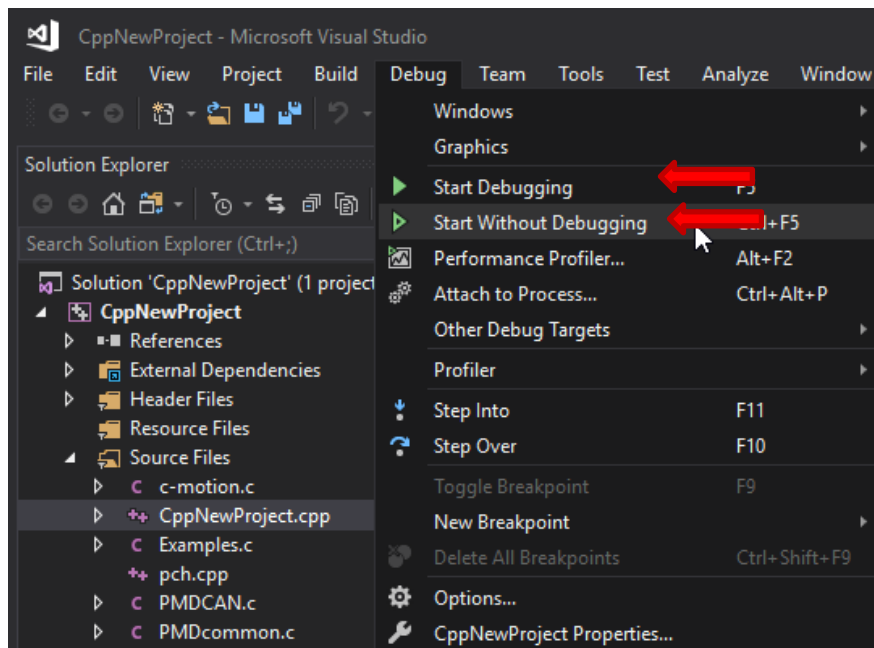 CppNewProject - Microsoft Visual Studio
File Edit View Project Build Debug Team Tools Test Analyze Window
Solution Explorer
Search Solution Explorer (Ctrl+;)
Solution 'CppNewProject' (1 project
CppNewProject
References
External Dependencies
Header Files
Resource Files
Source Files
c-motion.c
CppNewProject.cpp
Examples.c
pch.cpp
PMDCAN.c
PMDcommon.c
Windows
Graphics
Start Debugging F5
Start Without Debugging Ctrl+F5
Performance Profiler... Alt+F2
Attach to Process... Ctrl+Alt+P
Other Debug Targets
Profiler
Step Into F11
Step Over F10
Toggle Breakpoint F9
New Breakpoint
Delete All Breakpoints Ctrl+Shift+F9
Options...
CppNewProject Properties...